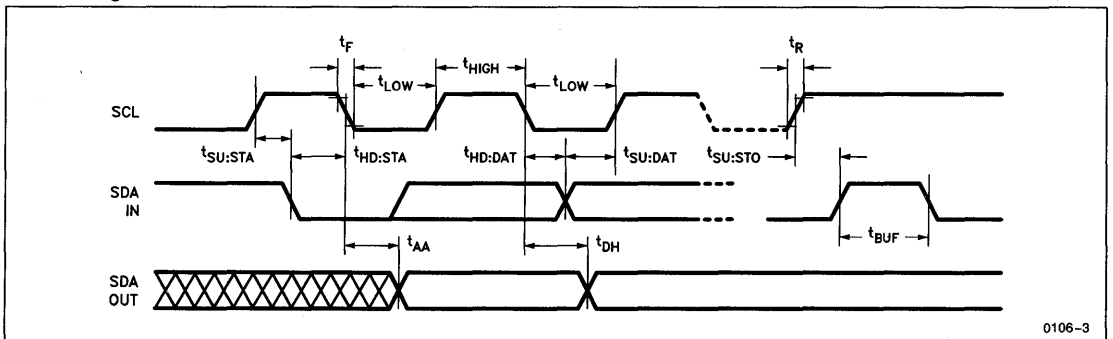 tF
tR
tLOW
tHIGH
tLOW
SCL
tSU:STA
tHD:STA
tHD:DAT
tSU:DAT
tSU:STO
SDA
IN
tBUF
tAA
tDH
SDA
OUT
0106–3